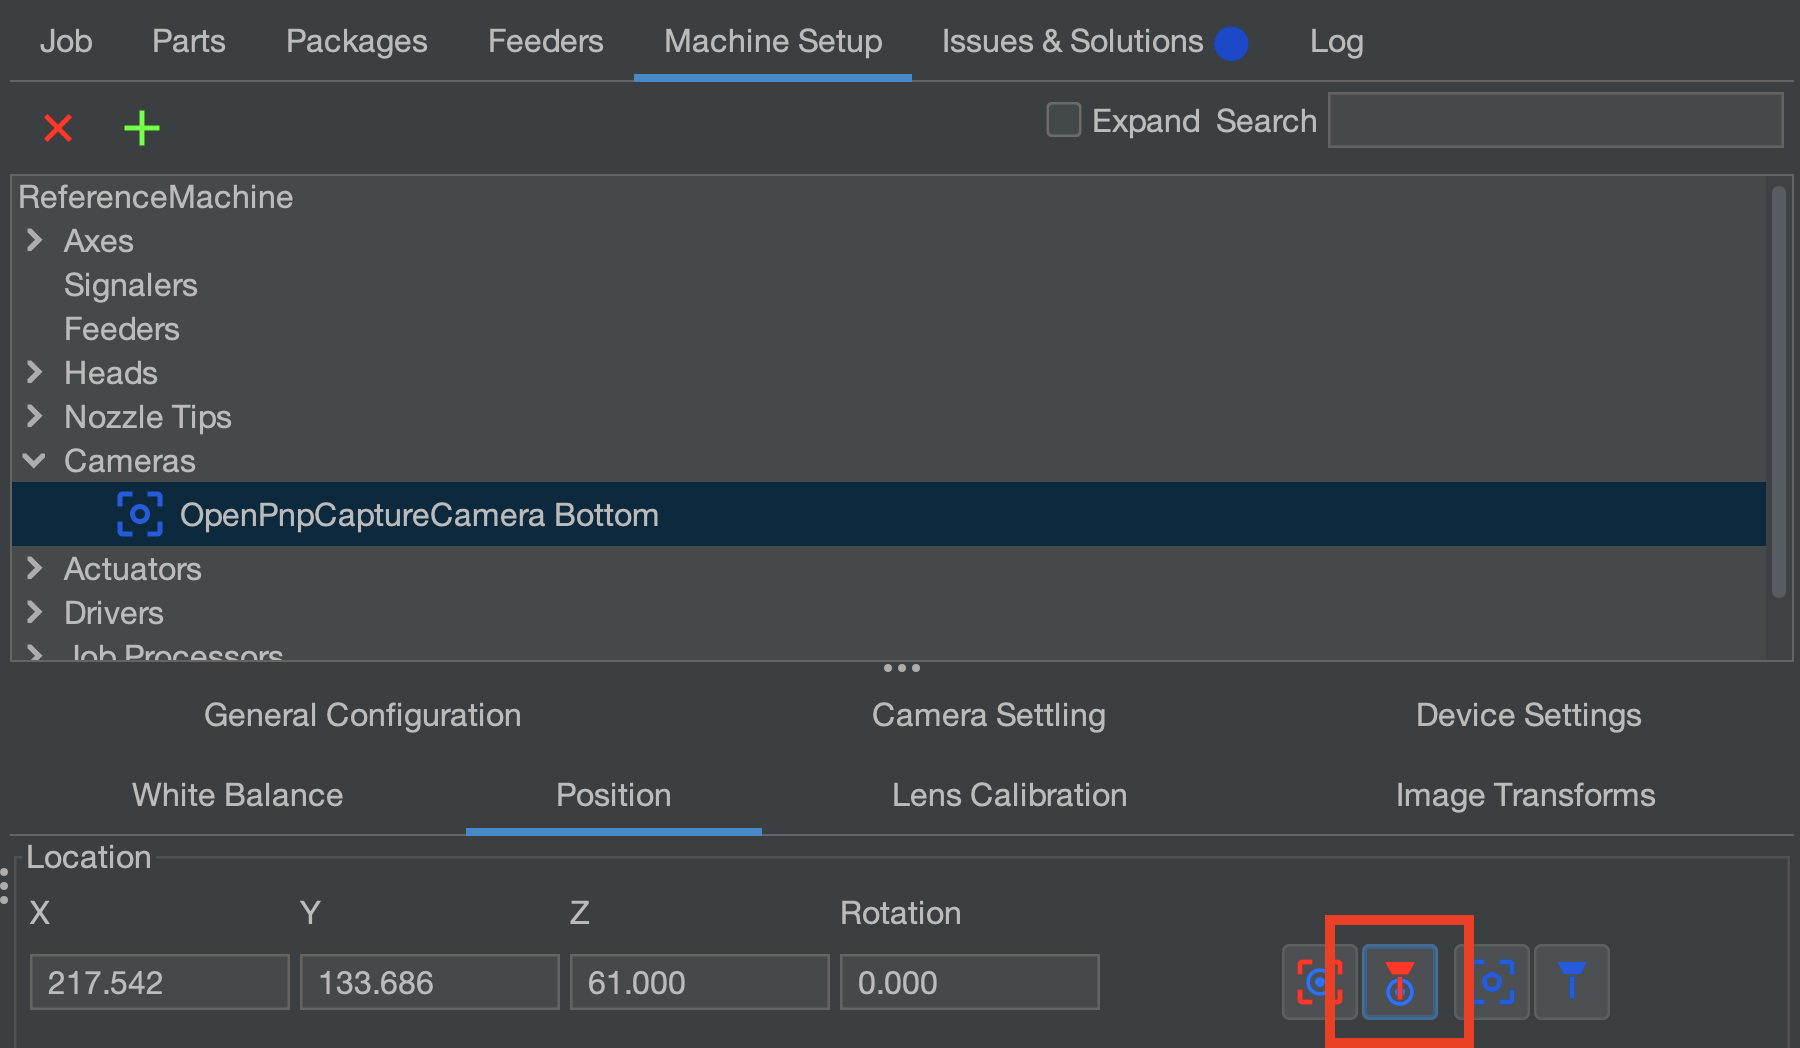 Job Parts Packages Feeders Machine Setup Issues & Solutions Log
Expand Search
ReferenceMachine
Axes
Signalers
Feeders
Heads
Nozzle Tips
Cameras
OpenPnpCaptureCamera Bottom
Actuators
Drivers
Job Processors
General Configuration Camera Settling Device Settings
White Balance Position Lens Calibration Image Transforms
Location
X Y Z Rotation
217.542 133.686 61.000 0.000